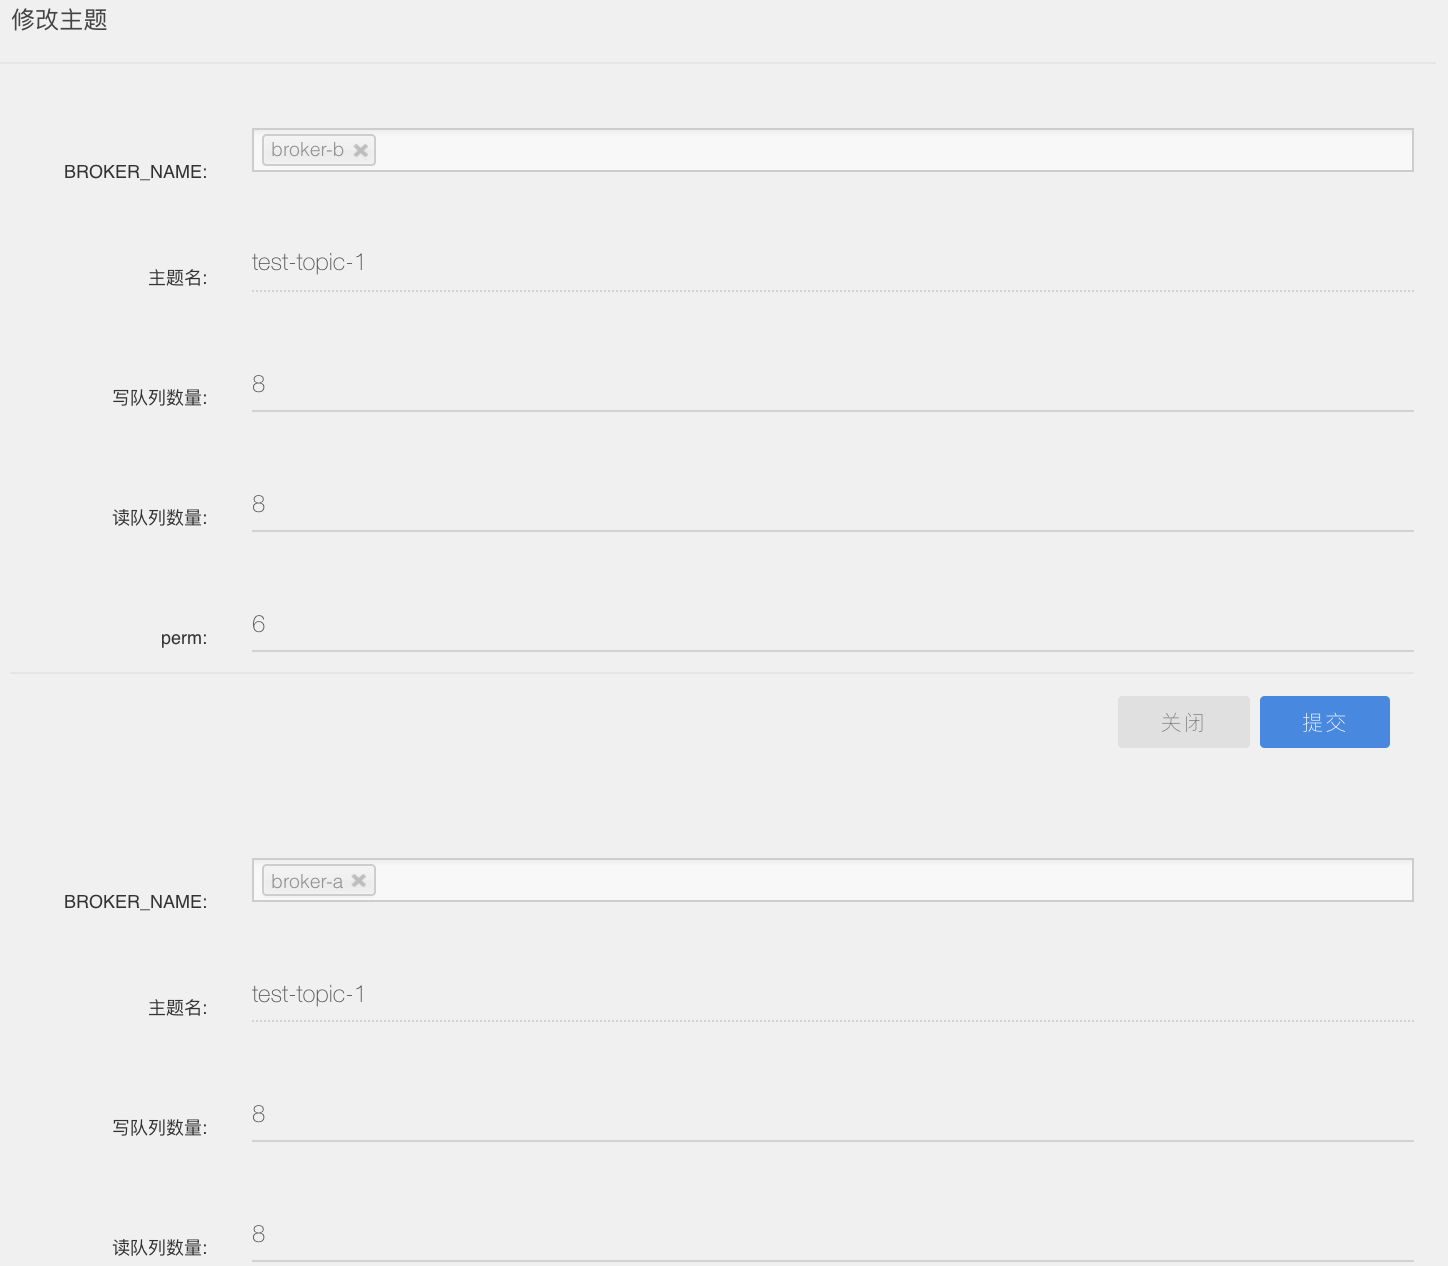 修改主题
BROKER_NAME:
broker-b
主题名:
test-topic-1
写队列数量:
8
读队列数量:
8
perm:
6
关闭
提交
BROKER_NAME:
broker-a
主题名:
test-topic-1
写队列数量:
8
读队列数量:
8